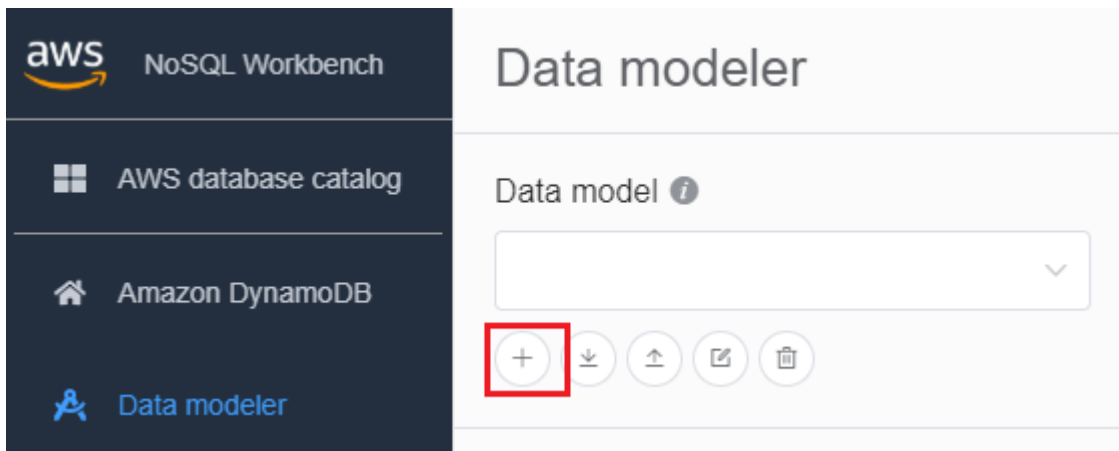 aws NoSQL Workbench
AWS database catalog
Amazon DynamoDB
Data modeler
Data modeler
Data model